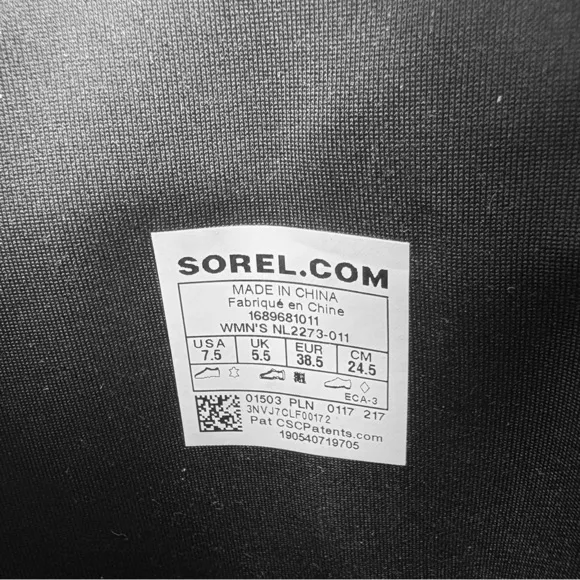 SOREL.COM
MADE IN CHINA
Fabriqué en Chine
1689681011
WMN'S NL2273-011
USA UK EUR CM
7.5 5.5 38.5 24.5
ECA-3
01503 PLN 0117 217
3NVJ7CLF00172
Pat CSCPatents.com
190540719705